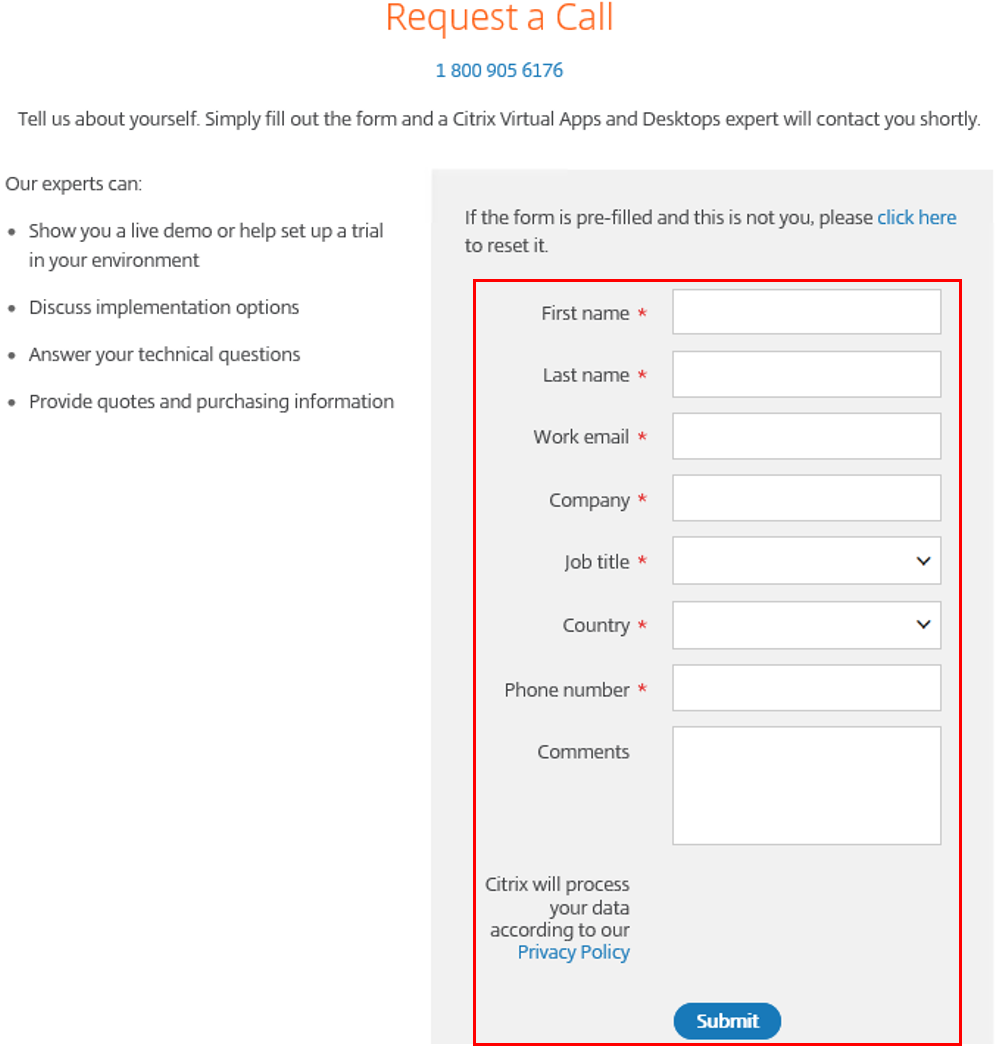 Request a Call
1 800 905 6176
Tell us about yourself. Simply fill out the form and a Citrix Virtual Apps and Desktops expert will contact you shortly.
Our experts can:
• Show you a live demo or help set up a trial
in your environment
• Discuss implementation options
• Answer your technical questions
• Provide quotes and purchasing information
If the form is pre-filled and this is not you, please click here
to reset it.
First name *
Last name *
Work email *
Company *
Job title *
Country *
Phone number *
Comments
Citrix will process
your data
according to our
Privacy Policy
Submit